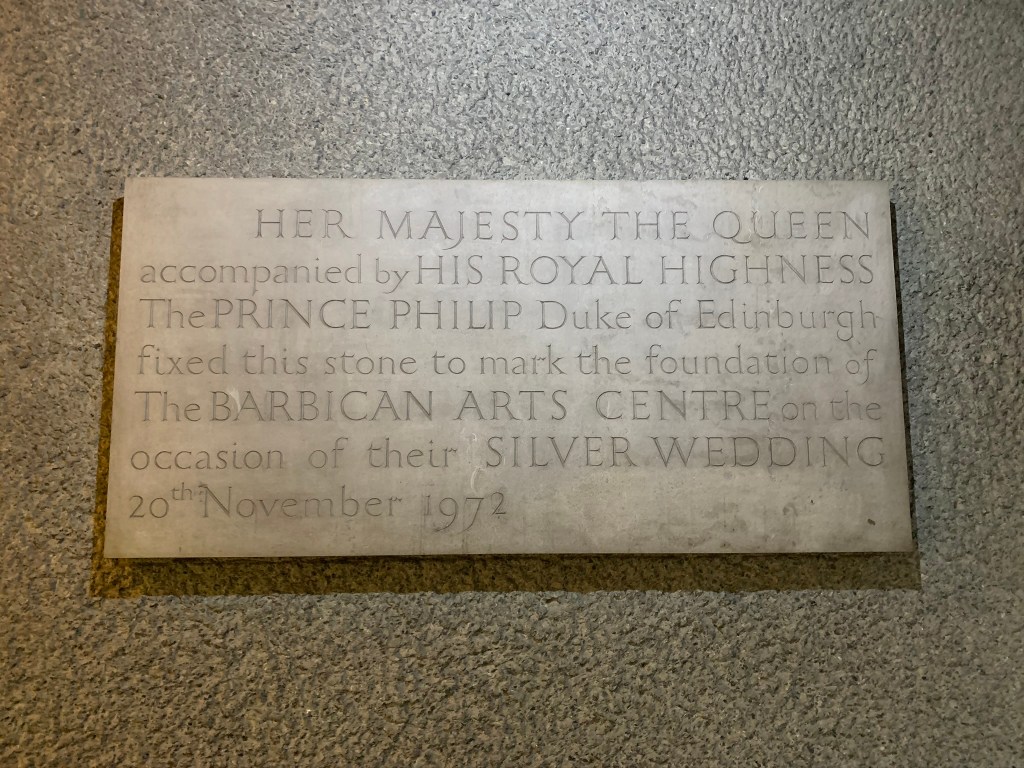 HER MAJESTY THE QUEEN
accompanied by HIS ROYAL HIGHNESS
The PRINCE PHILIP Duke of Edinburgh
fixed this stone to mark the foundation of
The BARBICAN ARTS CENTRE on the
occasion of their SILVER WEDDING
20th November 1972